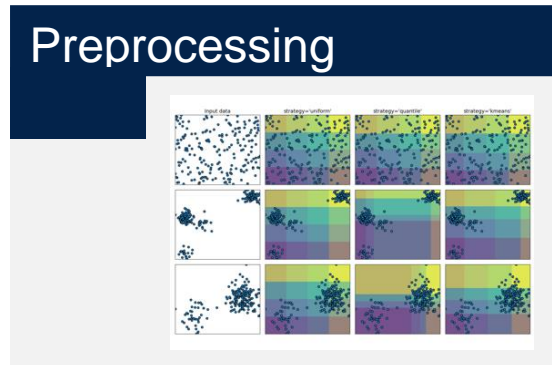 Preprocessing
input data
strategy='uniform'
strategy='quantile'
strategy='kmeans'